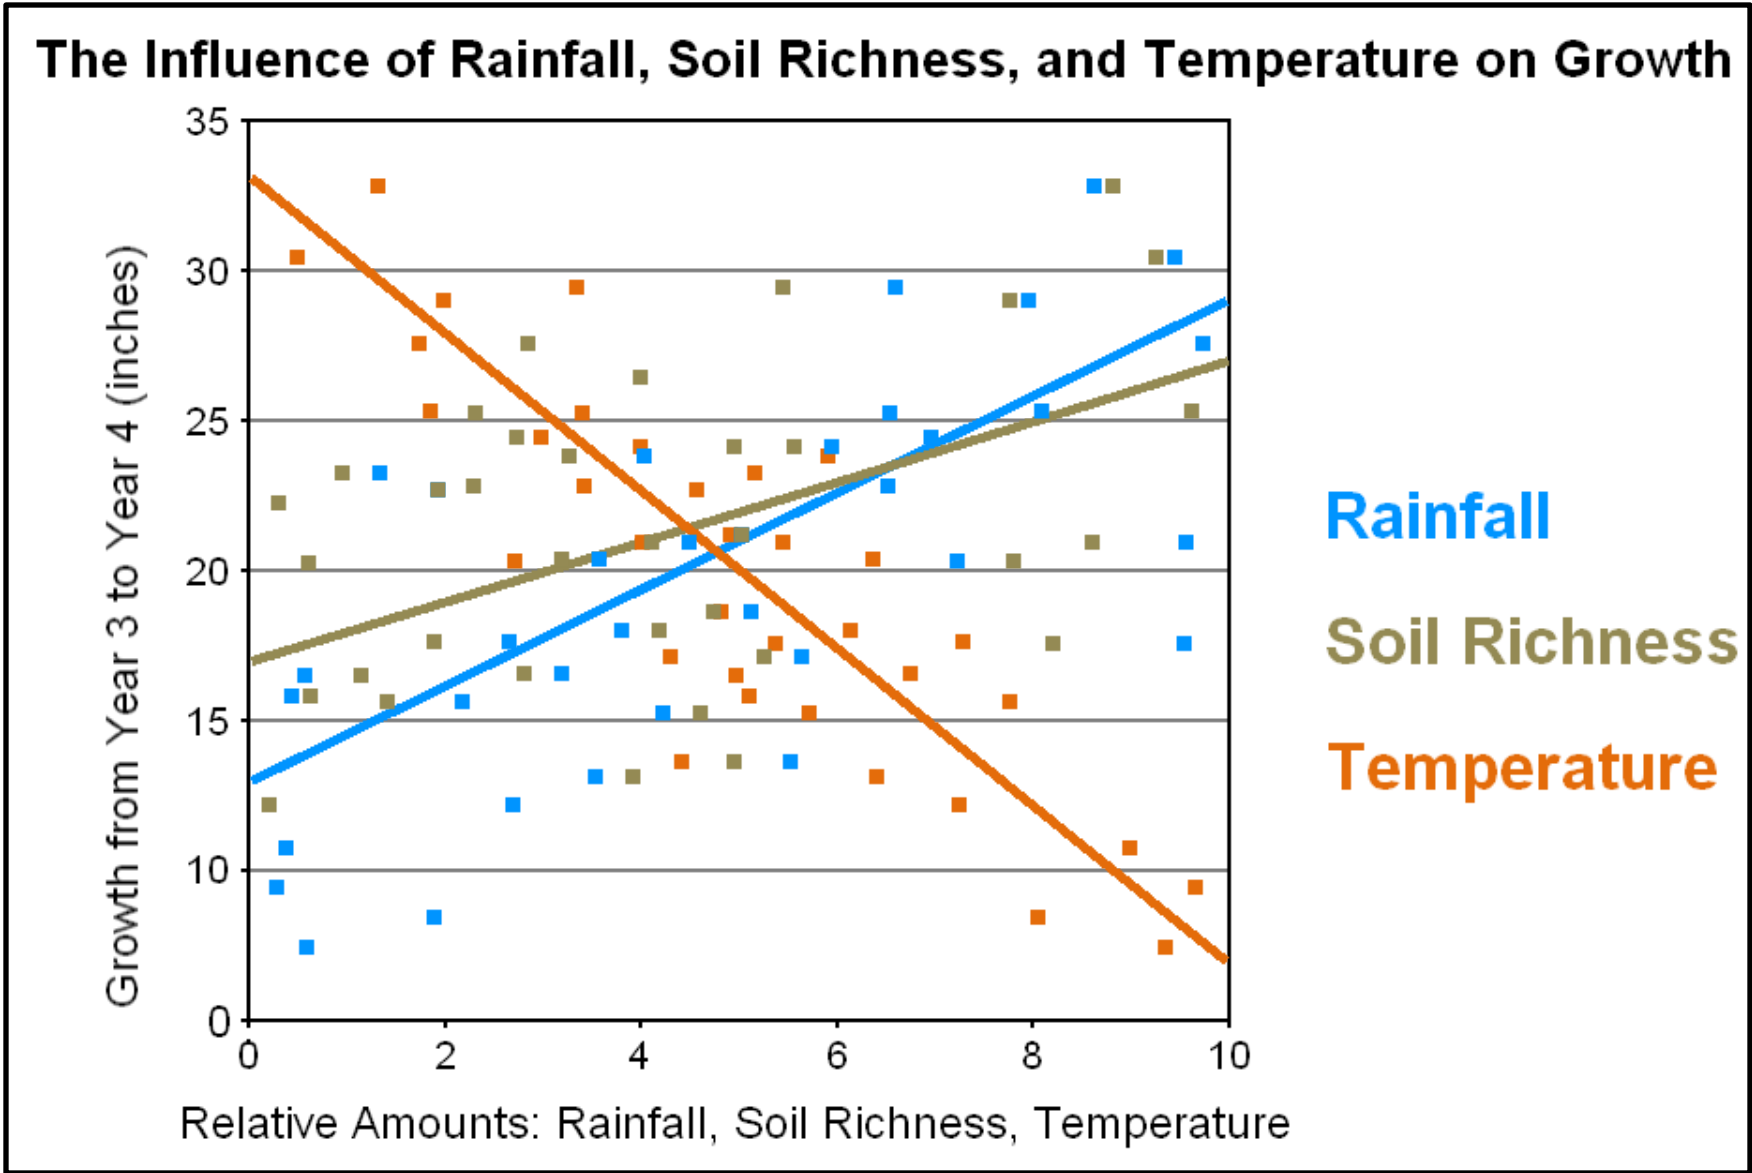 The Influence of Rainfall, Soil Richness, and Temperature on Growth
Growth from Year 3 to Year 4 (inches)
35
30
25
20
15
10
0
0 2 4 6 8 10
Relative Amounts: Rainfall, Soil Richness, Temperature
Rainfall
Soil Richness
Temperature